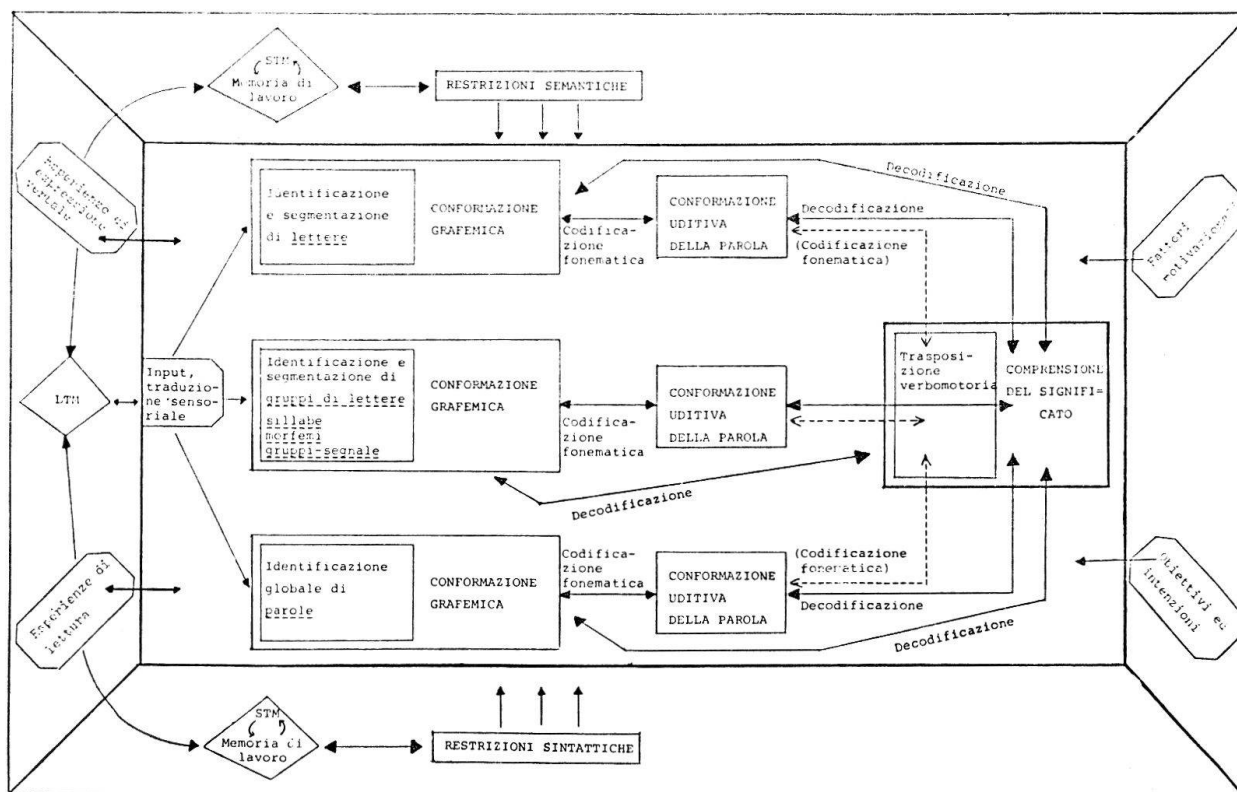 STM
Memoria di
lavoro
RESTRIZIONI SEMANTICHE
Esperienze di
espressione
verbale
Identificazione
e segmentazione
di lettere
CONFORMAZIONE
GRAFEMICA
Codifica-
zione
fonematica
CONFORMAZIONE
UDITIVA
DELLA PAROLA
Decodificazione
Decodificazione
(Codificazione
fonematica)
Fattori
motivazionali
LTM
Input,
traduzione
sensoriale
Identificazione e
segmentazione di
gruppi di lettere
sillabe
morfemi
gruppi-segnale
CONFORMAZIONE
GRAFEMICA
Codifica-
zione
fonematica
CONFORMAZIONE
UDITIVA
DELLA PAROLA
Trasposi-
zione
verbomotoria
COMPRENSIONE
DEL SIGNIFI-
CATO
Decodificazione
Esperienze di
lettura
Identificazione
globale di
parole
CONFORMAZIONE
GRAFEMICA
Codifica-
zione
fonematica
CONFORMAZIONE
UDITIVA
DELLA PAROLA
(Codificazione
fonematica)
Decodificazione
Decodificazione
Obiettivi ed
intenzioni
STM
Memoria di
lavoro
RESTRIZIONI SINTATTICHE